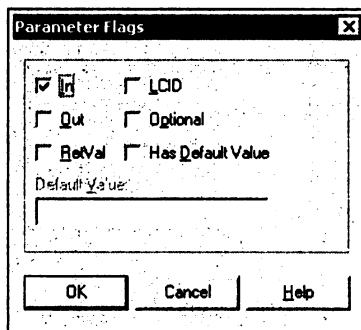 Parameter Flags
In LCID
Out Optional
RetVal Has Default Value
Default Value:
OK Cancel Help